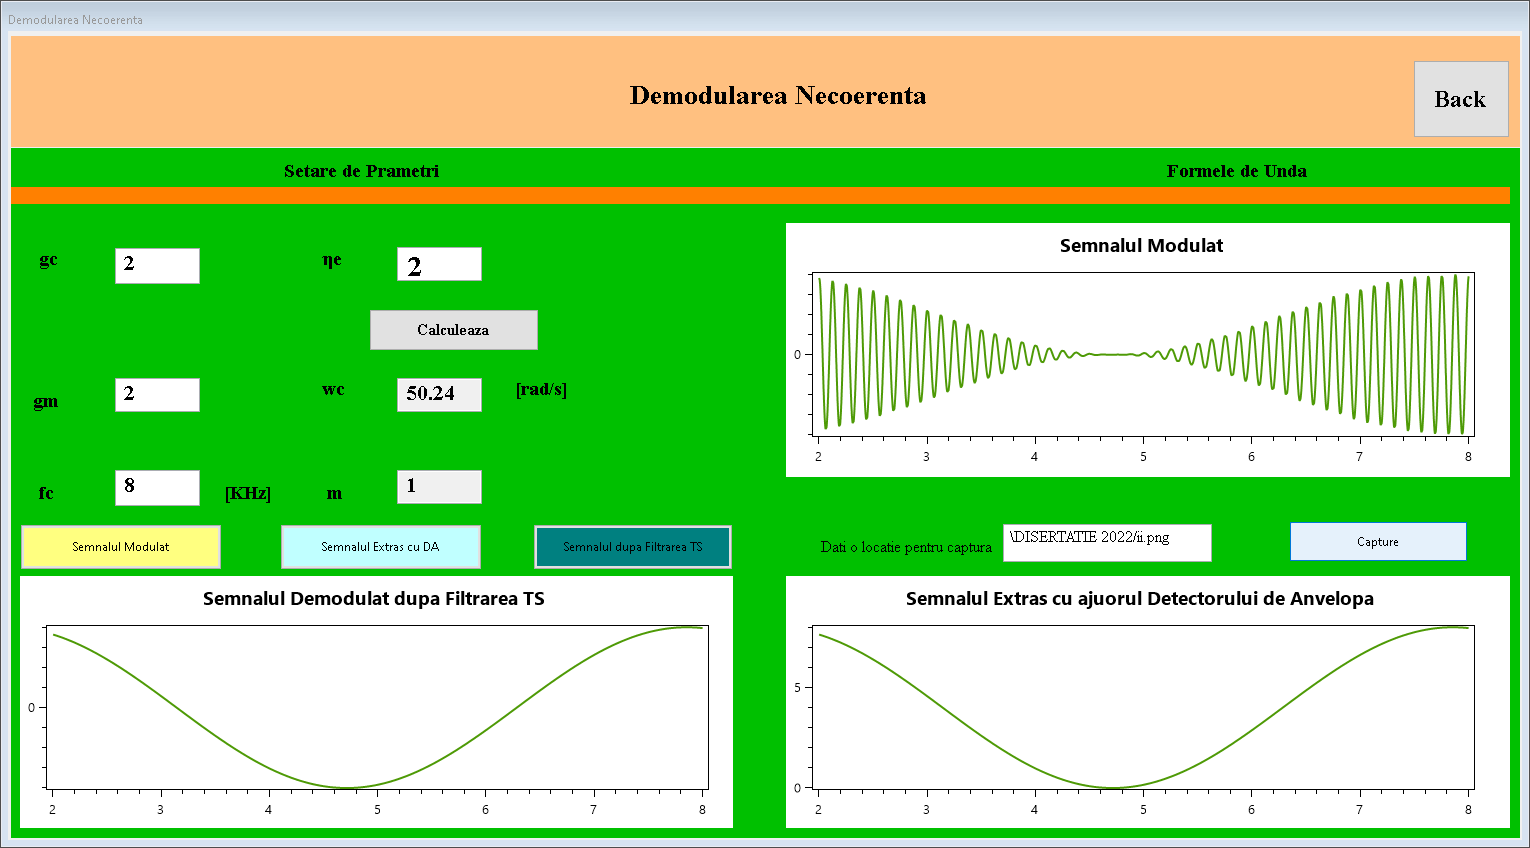 Demodularea Necoerenta
Demodularea Necoerenta
Back
Setare de Prametri
Formele de Unda
gc
2
ηe
2
Calculeaza
gm
2
wc
50.24
[rad/s]
fc
8
[KHz]
m
1
Semnalul Modulat
0
2 3 4 5 6 7 8
Semnalul Modulat
Semnalul Extras cu DA
Semnalul dupa Filtrarea TS
Dati o locatie pentru captura
\DISERTATIE 2022/ii.png
Capture
Semnalul Demodulat dupa Filtrarea TS
0
2 3 4 5 6 7 8
Semnalul Extras cu ajuorul Detectorului de Anvelopa
5
0
2 3 4 5 6 7 8